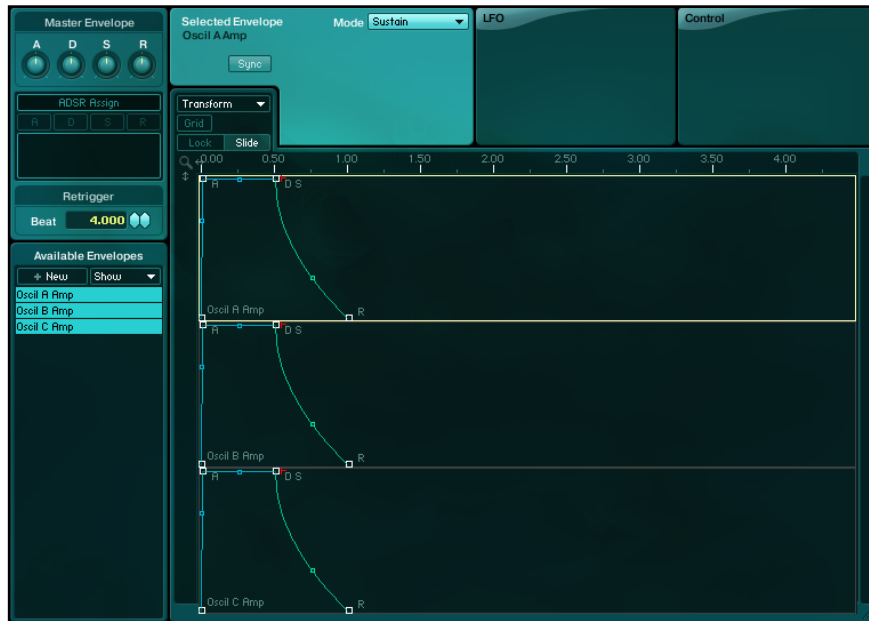 Master Envelope
A D S R
ADSR Assign
A D S R
Retrigger
Beat 4.000
Available Envelopes
+ New Show
Oscil A Amp
Oscil B Amp
Oscil C Amp
Selected Envelope
Oscil A Amp
Mode Sustain
Sync
LFO
Control
Transform
Grid
Lock Slide
0.00 0.50 1.00 1.50 2.00 2.50 3.00 3.50 4.00
A D S
Oscil A Amp R
A D S
Oscil B Amp R
A D S
Oscil C Amp R